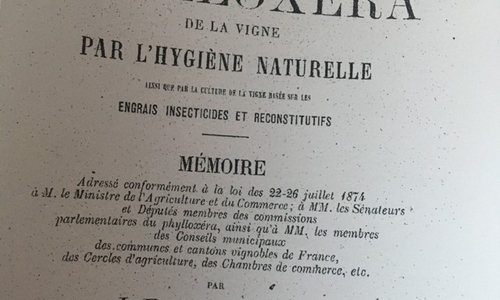 DE LA VIGNE
PAR L'HYGIÈNE NATURELLE
AINSI QUE PAR LA CULTURE DE LA VIGNE BASÉE SUR LES
ENGRAIS INSECTICIDES ET RECONSTITUTIFS
MÉMOIRE
Adressé conformément à la loi des 22-26 juillet 1874
à M. le Ministre de l'Agriculture et du Commerce; à MM. les Sénateurs
et Députés membres des commissions
parlementaires du phylloxéra, ainsi qu'à MM. les membres
des Conseils municipaux
des communes et cantons vignobles de France,
des Cercles d'agriculture, des Chambres de commerce, etc.
PAR